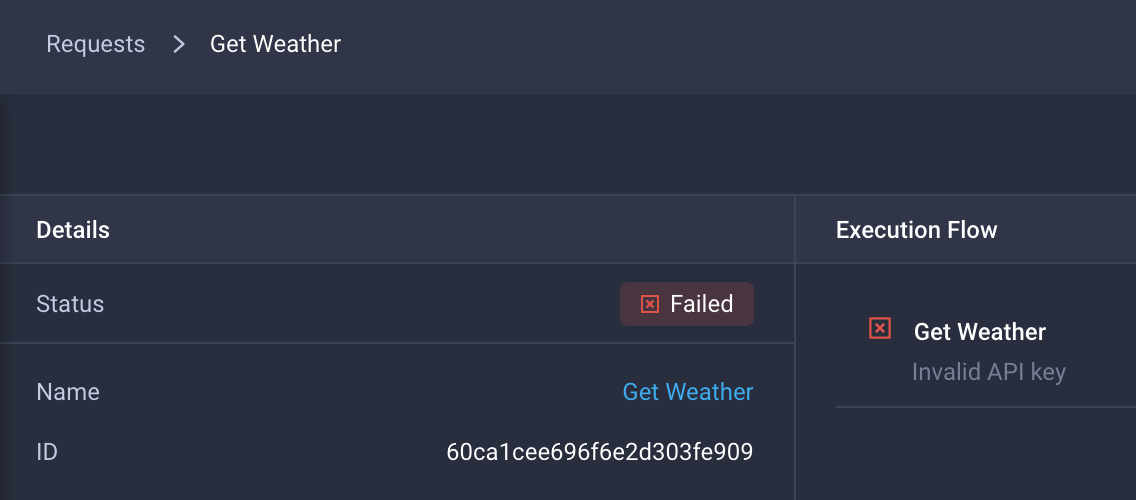 Requests > Get Weather
Details
Status Failed
Name Get Weather
ID 60ca1cee696f6e2d303fe909
Execution Flow
Get Weather
Invalid API key